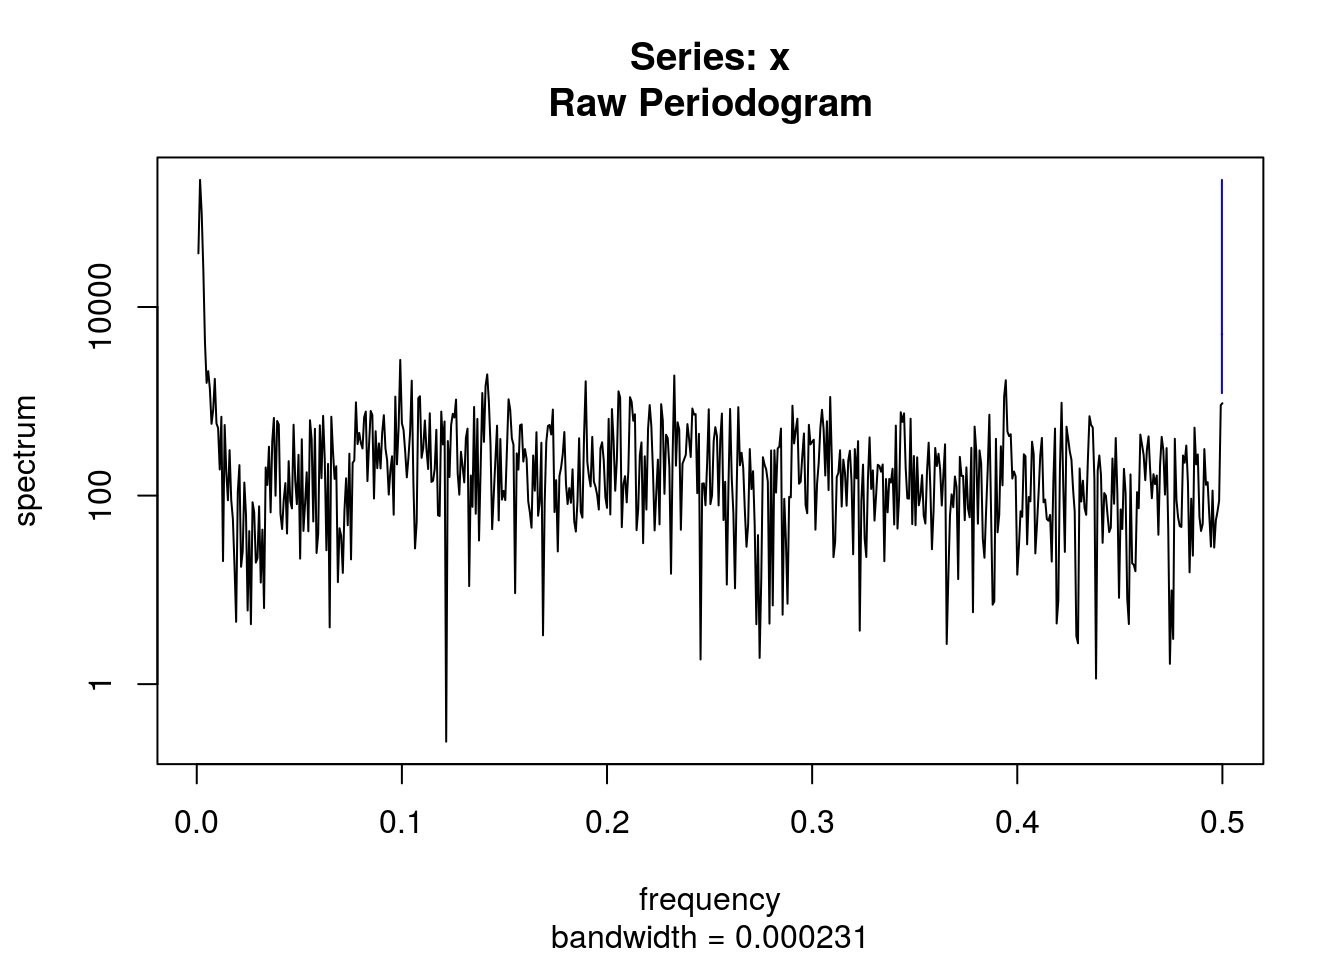 Series: x
Raw Periodogram
spectrum
10000
100
1
0.0 0.1 0.2 0.3 0.4 0.5
frequency
bandwidth = 0.000231